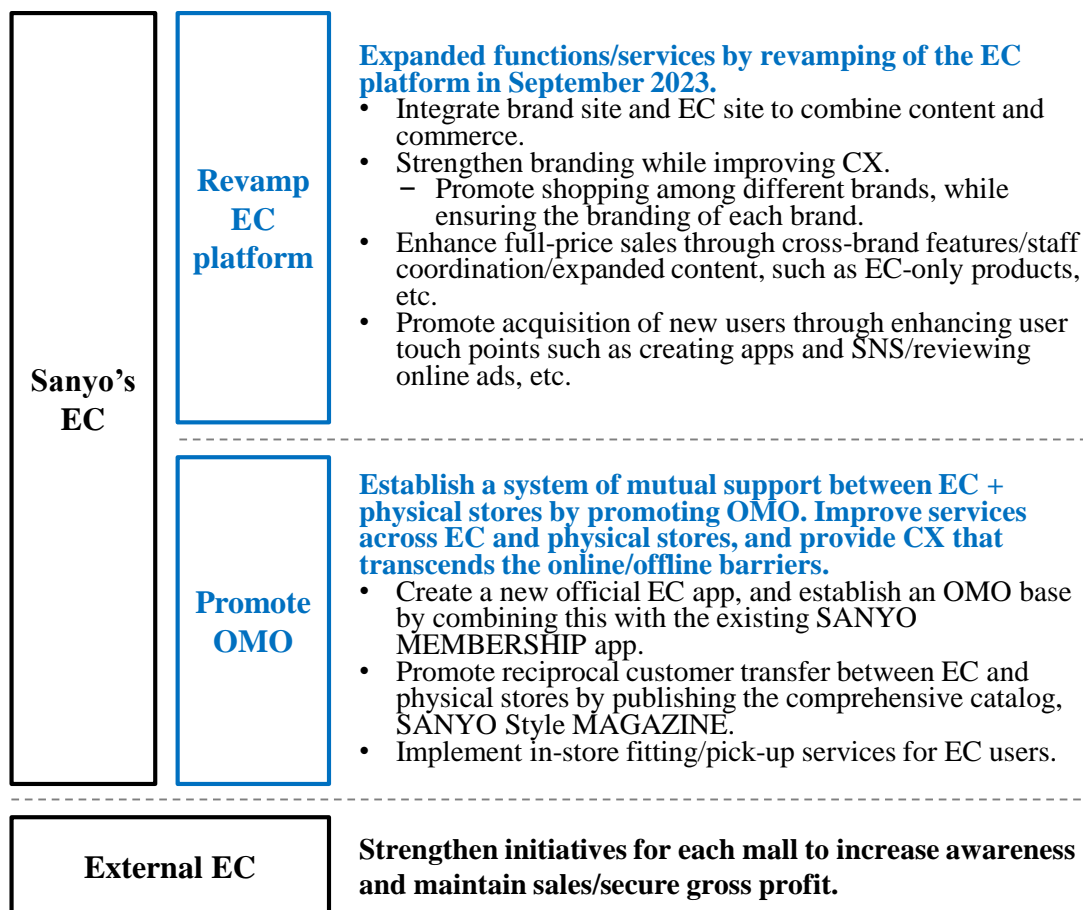 Sanyo's
EC
Revamp
EC
platform
Expanded functions/services by revamping of the EC
platform in September 2023.
• Integrate brand site and EC site to combine content and
commerce.
• Strengthen branding while improving CX.
– Promote shopping among different brands, while
ensuring the branding of each brand.
• Enhance full-price sales through cross-brand features/staff
coordination/expanded content, such as EC-only products,
etc.
• Promote acquisition of new users through enhancing user
touch points such as creating apps and SNS/reviewing
online ads, etc.
Promote
OMO
Establish a system of mutual support between EC +
physical stores by promoting OMO. Improve services
across EC and physical stores, and provide CX that
transcends the online/offline barriers.
• Create a new official EC app, and establish an OMO base
by combining this with the existing SANYO
MEMBERSHIP app.
• Promote reciprocal customer transfer between EC and
physical stores by publishing the comprehensive catalog,
SANYO Style MAGAZINE.
• Implement in-store fitting/pick-up services for EC users.
External EC
Strengthen initiatives for each mall to increase awareness
and maintain sales/secure gross profit.